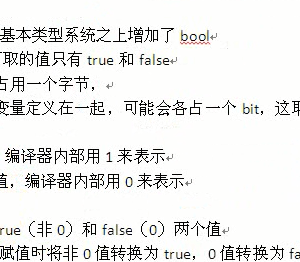 基本类型系统之上增加了 bool
可取的值只有 true 和 false
占用一个字节，
变量定义在一起，可能会各占一个 bit，这取
编译器内部用 1 来表示
值，编译器内部用 0 来表示
true（非 0）和 false（0）两个值
赋值时将非 0 值转换为 true，0 值转换为 fa